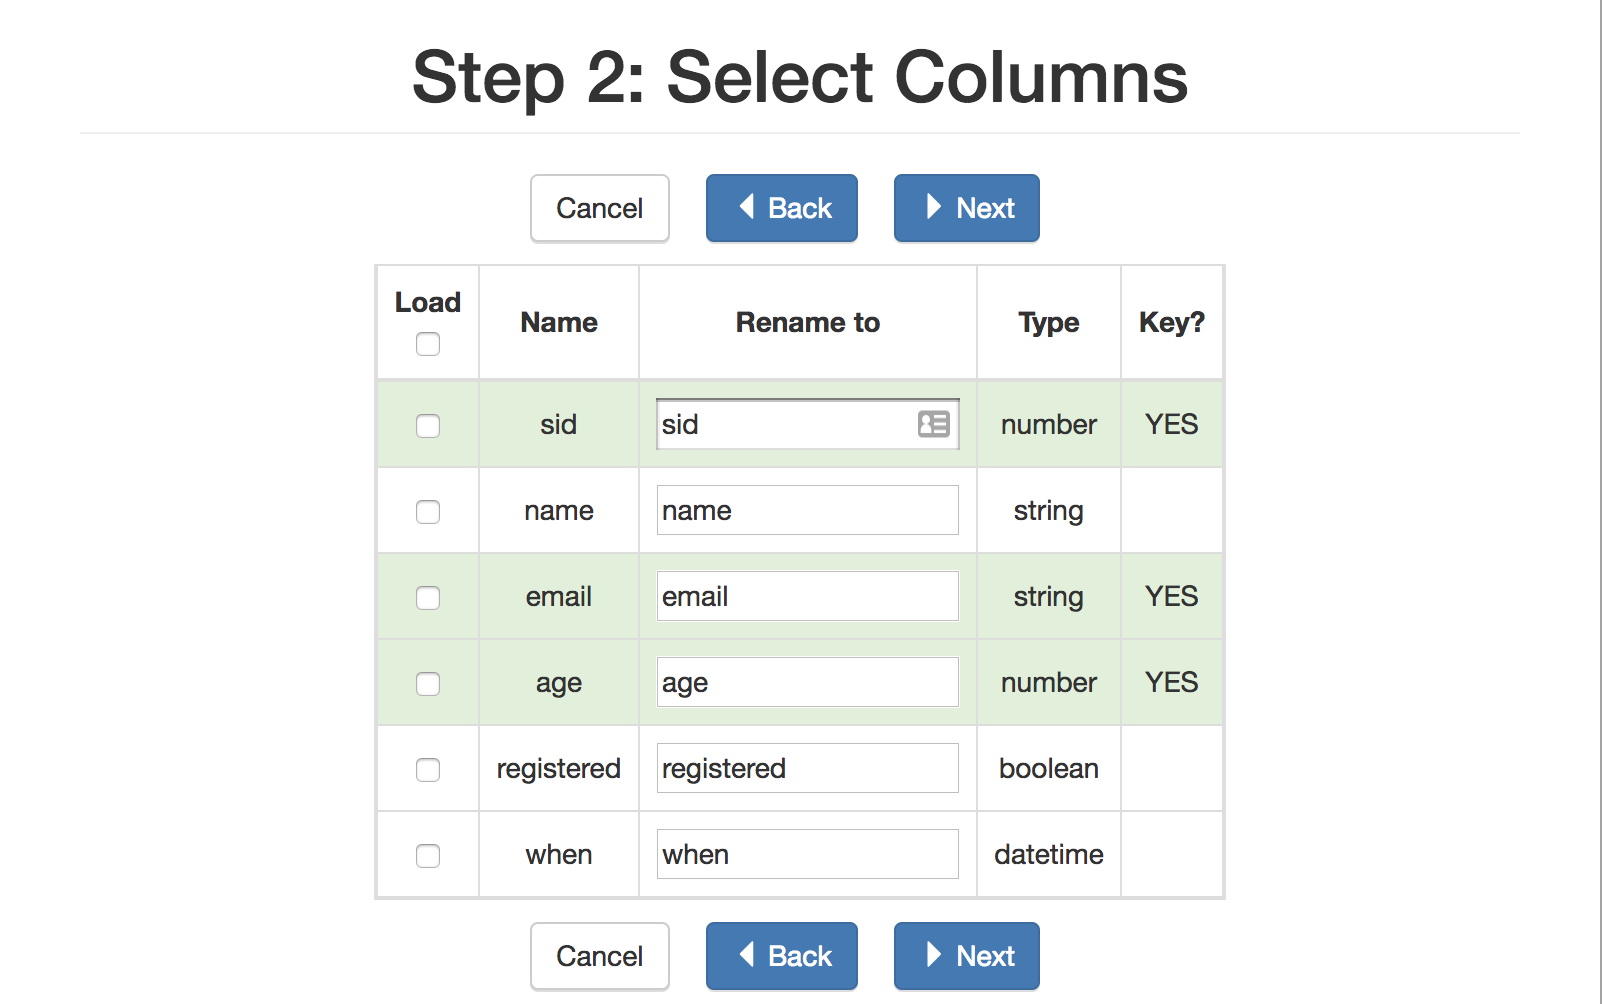 Step 2: Select Columns
Cancel Back Next
Load Name Rename to Type Key?
sid sid number YES
name name string
email email string YES
age age number YES
registered registered boolean
when when datetime
Cancel Back Next